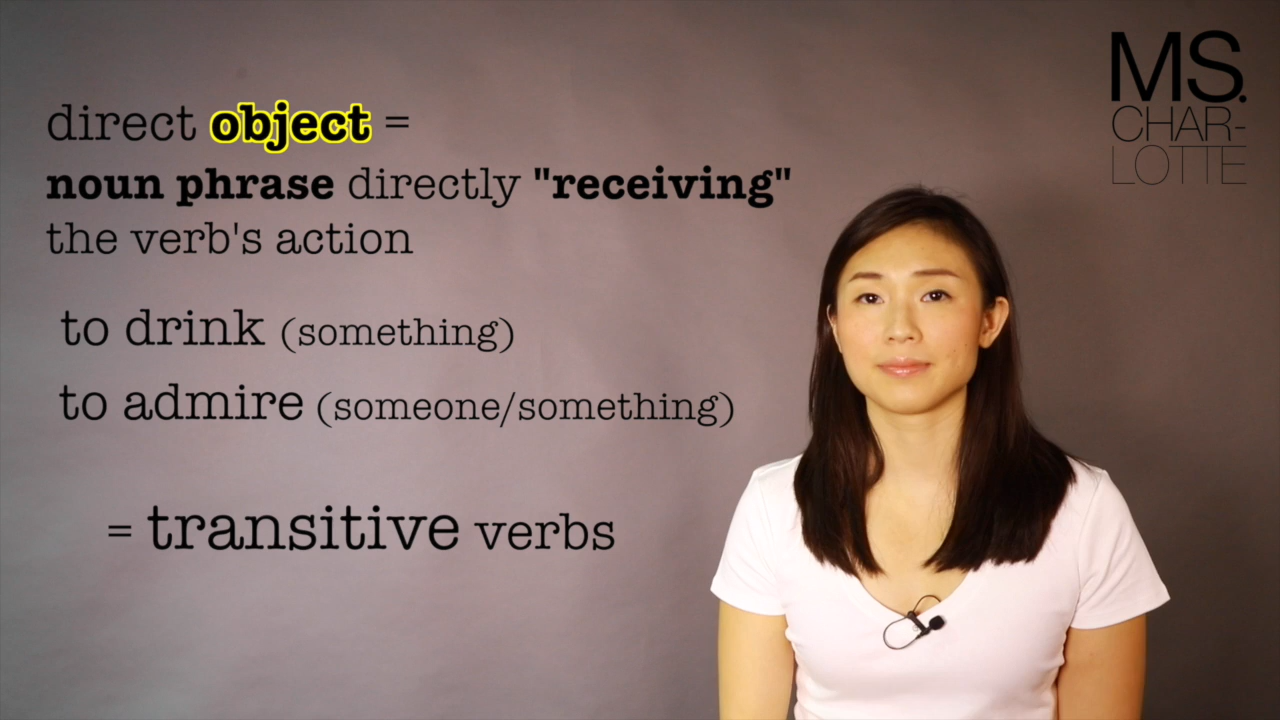 direct object =
noun phrase directly "receiving"
the verb's action
to drink (something)
to admire (someone/something)
= transitive verbs
MS.
CHAR-
LOTTE